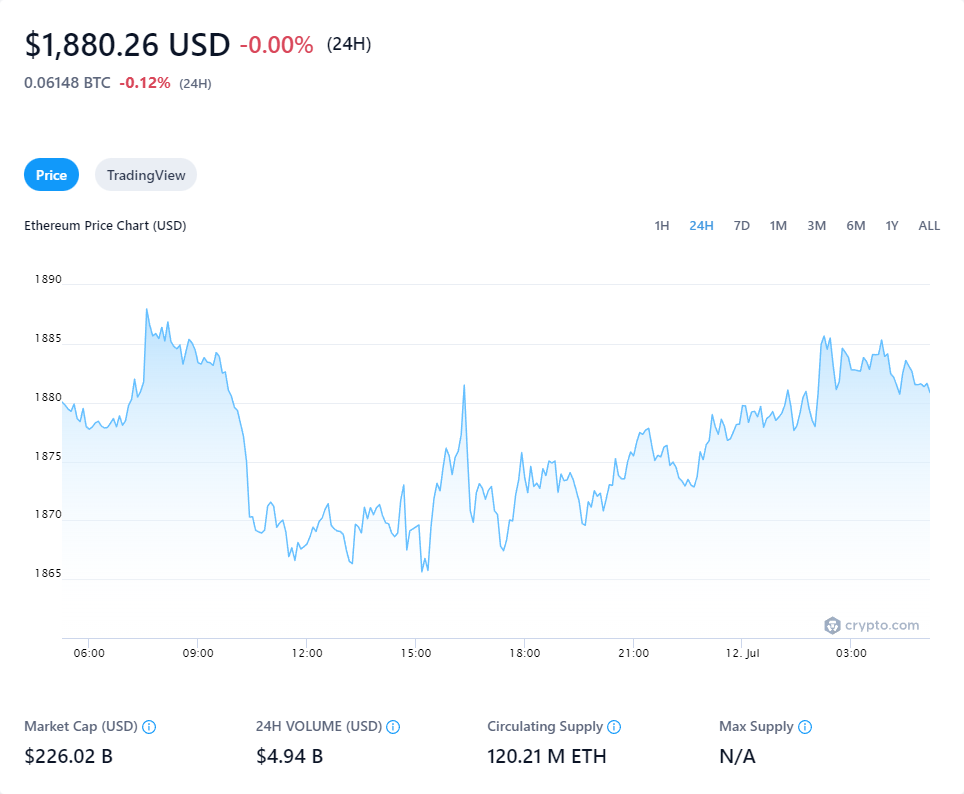 $1,880.26 USD -0.00% (24H)
0.06148 BTC -0.12% (24H)
Price TradingView
Ethereum Price Chart (USD) 1H 24H 7D 1M 3M 6M 1Y ALL
1890
1885
1880
1875
1870
1865
crypto.com
06:00 09:00 12:00 15:00 18:00 21:00 12. Jul 03:00
Market Cap (USD) 24H VOLUME (USD) Circulating Supply Max Supply
$226.02 B $4.94 B 120.21 M ETH N/A